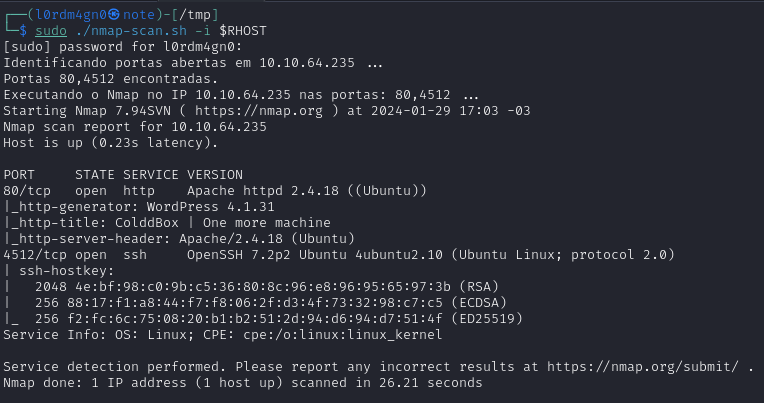 ┌──(l0rdm4gn0㉿note)-[/tmp]
└─$ sudo ./nmap-scan.sh -i $RHOST
[sudo] password for l0rdm4gn0:
Identificando portas abertas em 10.10.64.235 ...
Portas 80,4512 encontradas.
Executando o Nmap no IP 10.10.64.235 nas portas: 80,4512 ...
Starting Nmap 7.94SVN ( https://nmap.org ) at 2024-01-29 17:03 -03
Nmap scan report for 10.10.64.235
Host is up (0.23s latency).

PORT     STATE SERVICE VERSION
80/tcp   open  http    Apache httpd 2.4.18 ((Ubuntu))
|_http-generator: WordPress 4.1.31
|_http-title: ColddBox | One more machine
|_http-server-header: Apache/2.4.18 (Ubuntu)
4512/tcp open  ssh     OpenSSH 7.2p2 Ubuntu 4ubuntu2.10 (Ubuntu Linux; protocol 2.0)
| ssh-hostkey:
|   2048 4e:bf:98:c0:9b:c5:36:80:8c:96:e8:96:95:65:97:3b (RSA)
|   256 88:17:f1:a8:44:f7:f8:06:2f:d3:4f:73:32:98:c7:c5 (ECDSA)
|_  256 f2:fc:6c:75:08:20:b1:b2:51:2d:94:d6:94:d7:51:4f (ED25519)
Service Info: OS: Linux; CPE: cpe:/o:linux:linux_kernel

Service detection performed. Please report any incorrect results at https://nmap.org/submit/ .
Nmap done: 1 IP address (1 host up) scanned in 26.21 seconds